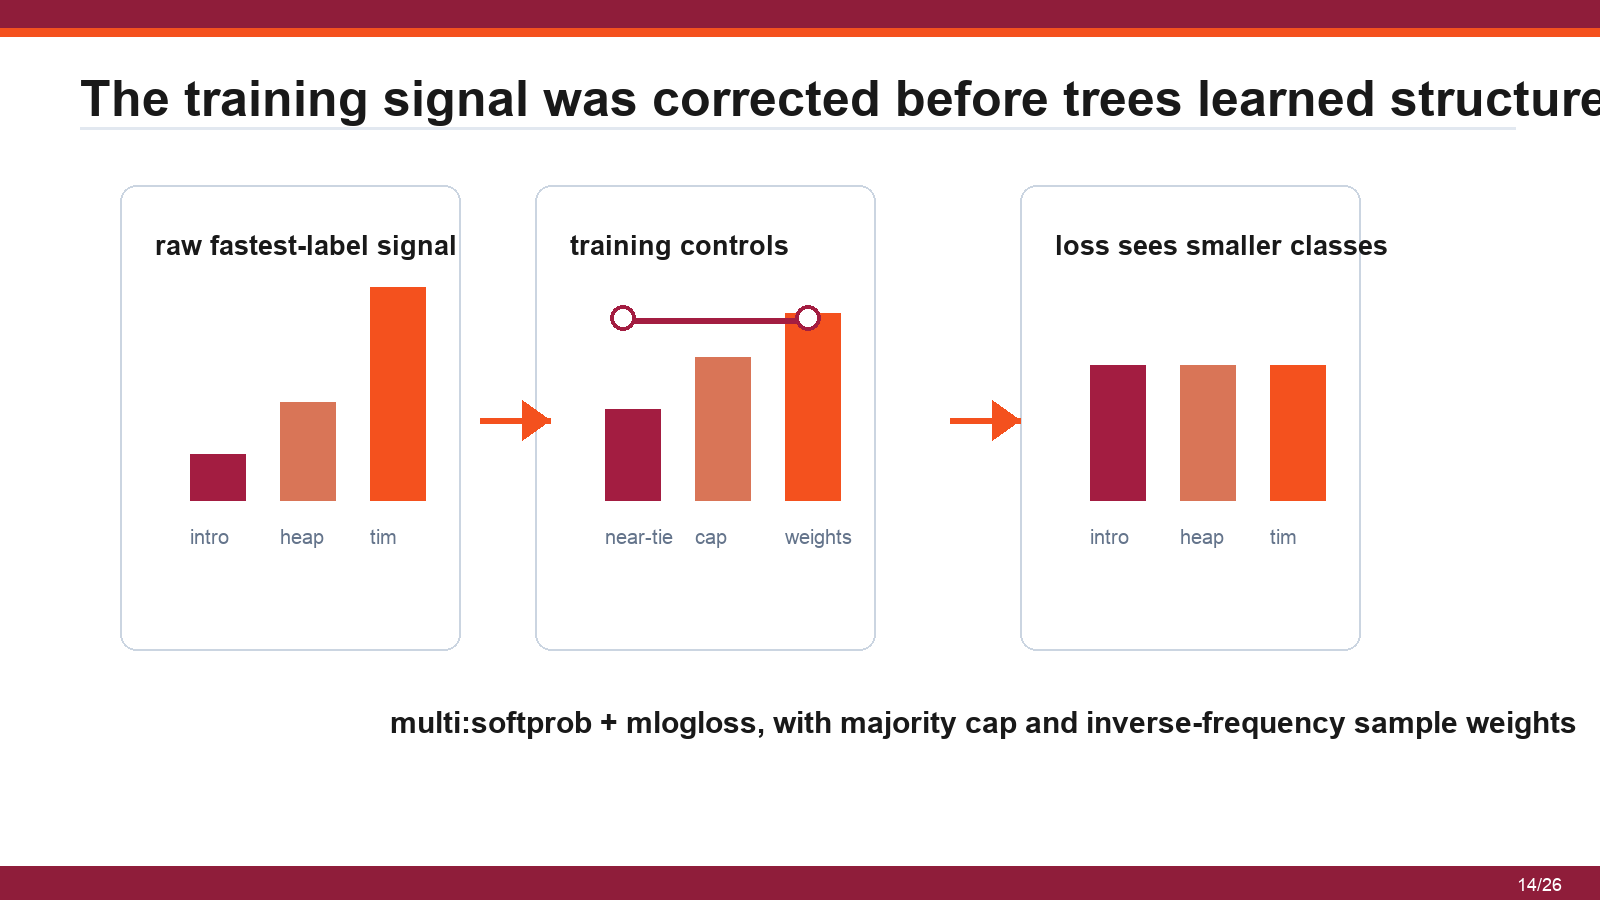 The training signal was corrected before trees learned structure
raw fastest-label signal
intro heap tim
training controls
near-tie cap weights
loss sees smaller classes
intro heap tim
multi:softprob + mlogloss, with majority cap and inverse-frequency sample weights
14/26